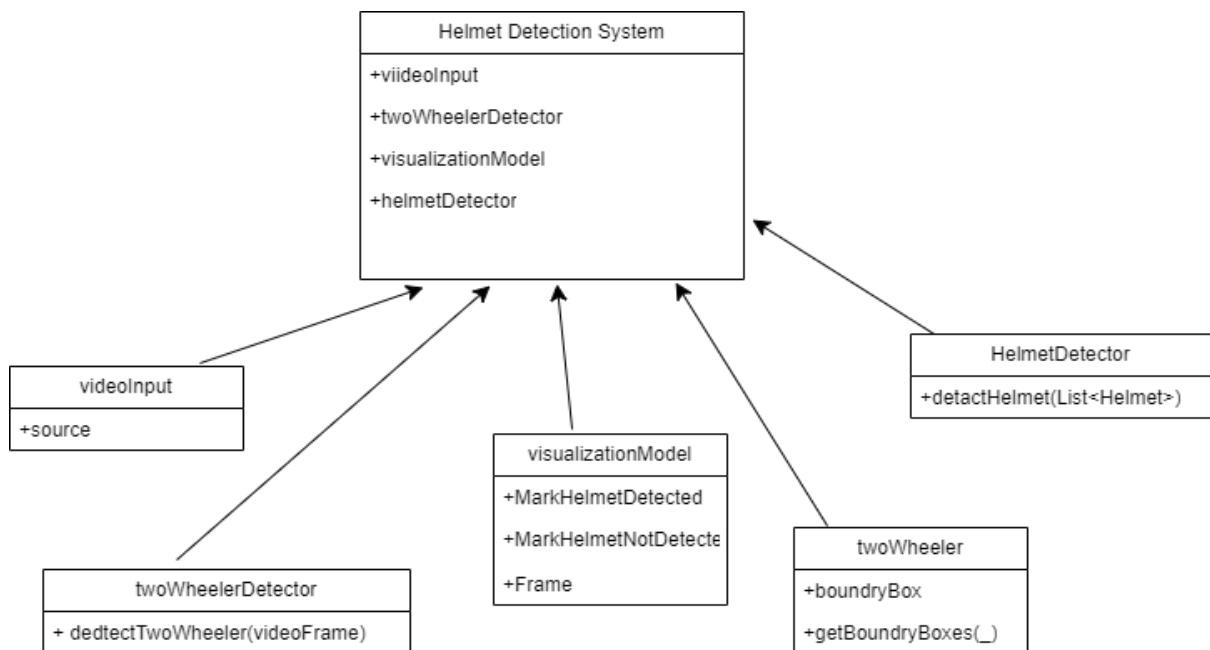 Helmet Detection System
+viideoInput
+twoWheelerDetector
+visualizationModel
+helmetDetector
videoInput
+source
twoWheelerDetector
+ dedtectTwoWheeler(videoFrame)
visualizationModel
+MarkHelmetDetected
+MarkHelmetNotDetecte
+Frame
twoWheeler
+boundryBox
+getBoundryBoxes(_)
HelmetDetector
+detactHelmet(List<Helmet>)